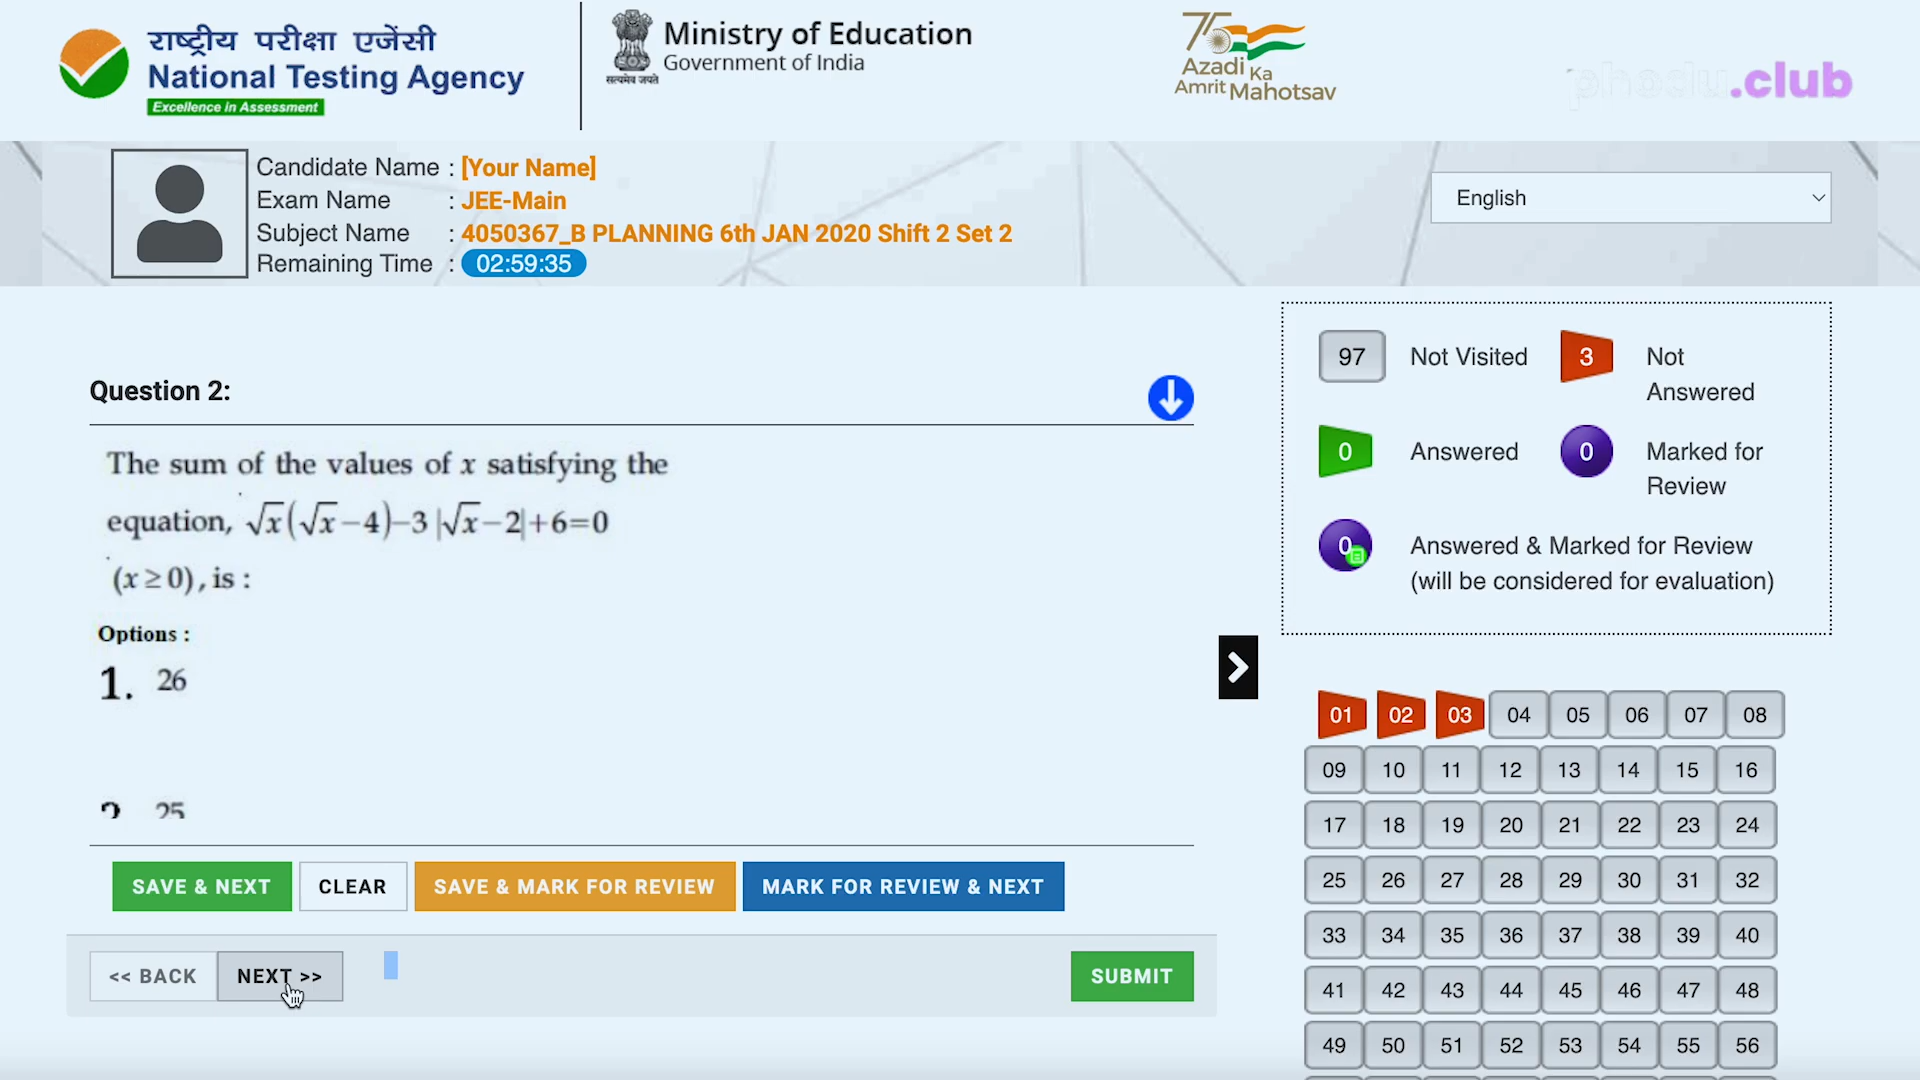 राष्ट्रीय परीक्षा एजेंसी
National Testing Agency
Excellence in Assessment
सत्यमेव जयते
Ministry of Education
Government of India
75
Azadi Ka
Amrit Mahotsav
phodu.club
Candidate Name : [Your Name]
Exam Name : JEE-Main
Subject Name : 4050367_B PLANNING 6th JAN 2020 Shift 2 Set 2
Remaining Time : 02:59:35
English
Question 2:
The sum of the values of x satisfying the
equation, √x(√x−4)−3|√x−2|+6=0
(x ≥ 0), is :
Options :
1. 26
2. 25
SAVE & NEXT
CLEAR
SAVE & MARK FOR REVIEW
MARK FOR REVIEW & NEXT
<< BACK
NEXT >>
SUBMIT
97 Not Visited
3 Not Answered
0 Answered
0 Marked for Review
0 Answered & Marked for Review
(will be considered for evaluation)
01 02 03 04 05 06 07 08
09 10 11 12 13 14 15 16
17 18 19 20 21 22 23 24
25 26 27 28 29 30 31 32
33 34 35 36 37 38 39 40
41 42 43 44 45 46 47 48
49 50 51 52 53 54 55 56